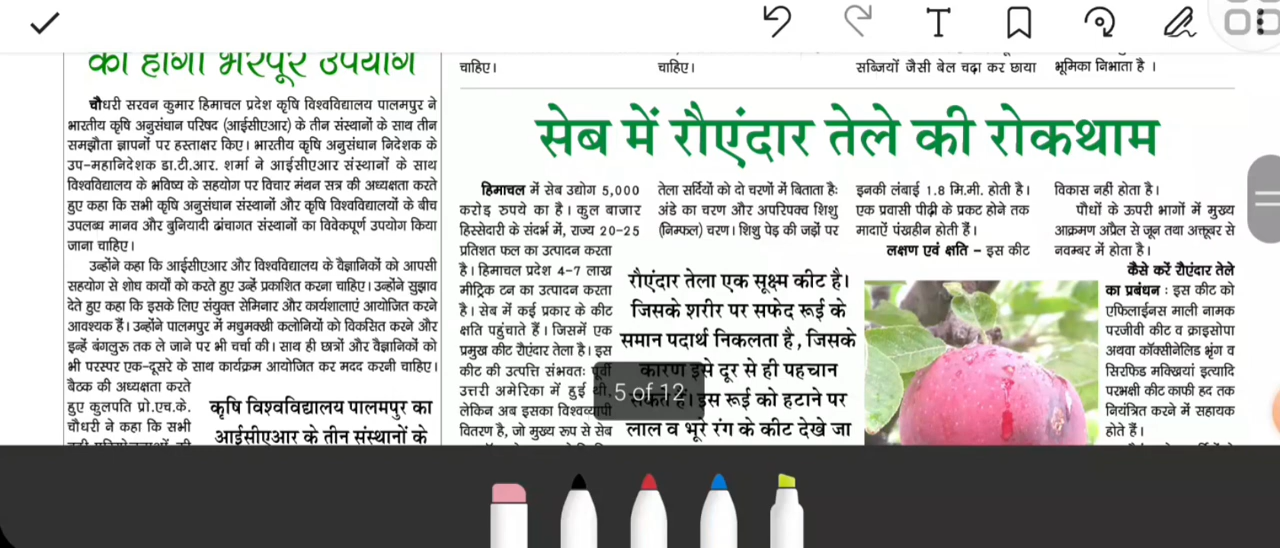 का होगा भरपूर उपयोग
चौधरी सरवन कुमार हिमाचल प्रदेश कृषि विश्वविद्यालय पालमपुर ने
भारतीय कृषि अनुसंधान परिषद (आईसीएआर) के तीन संस्थानों के साथ तीन
समझौता ज्ञापनों पर हस्ताक्षर किए। भारतीय कृषि अनुसंधान निदेशक के
उप-महानिदेशक डा.टी.आर. शर्मा ने आईसीएआर संस्थानों के साथ
विश्वविद्यालय के भविष्य के सहयोग पर विचार मंथन सत्र की अध्यक्षता करते
हुए कहा कि सभी कृषि अनुसंधान संस्थानों और कृषि विश्वविद्यालयों के बीच
उपलब्ध मानव और बुनियादी ढांचागत संस्थानों का विवेकपूर्ण उपयोग किया
जाना चाहिए।
उन्होंने कहा कि आईसीएआर और विश्वविद्यालय के वैज्ञानिकों को आपसी
सहयोग से शोध कार्यों को करते हुए उन्हें प्रकाशित करना चाहिए। उन्होंने सुझाव
देते हुए कहा कि इसके लिए संयुक्त सेमिनार और कार्यशालाएं आयोजित करने
आवश्यक हैं। उन्होंने पालमपुर में मधुमक्खी कलोनियों को विकसित करने और
इन्हें बंगलुरू तक ले जाने पर भी चर्चा की। साथ ही छात्रों और वैज्ञानिकों को
भी परस्पर एक-दूसरे के साथ कार्यक्रम आयोजित कर मदद करनी चाहिए।
बैठक की अध्यक्षता करते
हुए कुलपति प्रो.एच.के.
चौधरी ने कहा कि सभी
कृषि विश्वविद्यालय पालमपुर का
आईसीएआर के तीन संस्थानों के
चाहिए।
चाहिए।
सब्जियों जैसी बेल चढ़ा कर छाया
भूमिका निभाता है ।
सेब में रौएंदार तेले की रोकथाम
हिमाचल में सेब उद्योग 5,000
करोड़ रुपये का है। कुल बाजार
हिस्सेदारी के संदर्भ में, राज्य 20-25
प्रतिशत फल का उत्पादन करता
है। हिमाचल प्रदेश 4-7 लाख
मीट्रिक टन का उत्पादन करता
है। सेब में कई प्रकार के कीट
क्षति पहुंचाते हैं। जिसमें एक
प्रमुख कीट रौएंदार तेला है। इस
कीट की उत्पत्ति संभवतः पूर्वी
उत्तरी अमेरिका में हुई थी,
लेकिन अब इसका विश्वव्यापी
वितरण है, जो मुख्य रूप से सेब
तेला सर्दियों को दो चरणों में बिताता है:
अंडे का चरण और अपरिपक्व शिशु
(निम्फल) चरण। शिशु पेड़ की जड़ों पर
रौएंदार तेला एक सूक्ष्म कीट है।
जिसके शरीर पर सफेद रूई के
समान पदार्थ निकलता है, जिसके
कारण इसे दूर से ही पहचान
सकते हैं। इस रूई को हटाने पर
लाल व भूरे रंग के कीट देखे जा
5 of 12
इनकी लंबाई 1.8 मि.मी. होती है।
एक प्रवासी पीढ़ी के प्रकट होने तक
मादाएँ पंखहीन होती हैं।
लक्षण एवं क्षति - इस कीट
विकास नहीं होता है।
पौधों के ऊपरी भागों में मुख्य
आक्रमण अप्रैल से जून तथा अक्तूबर से
नवम्बर में होता है।
कैसे करें रौएंदार तेले
का प्रबंधन : इस कीट को
एफिलाईनस माली नामक
परजीवी कीट व क्राइसोपा
अथवा कॉक्सीनेलिड भृंग व
सिरफिड मक्खियां इत्यादि
परभक्षी कीट काफी हद तक
नियंत्रित करने में सहायक
होते हैं।